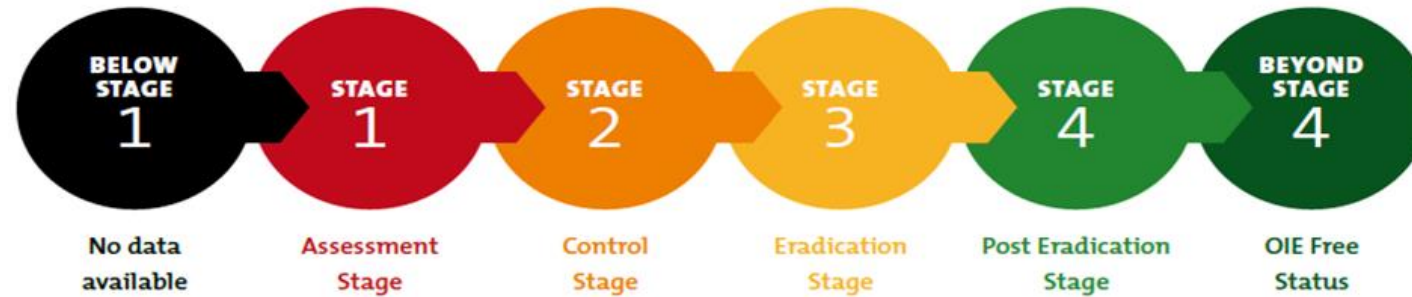 BELOW
STAGE
1
STAGE
1
STAGE
2
STAGE
3
STAGE
4
BEYOND
STAGE
4
No data
available
Assessment
Stage
Control
Stage
Eradication
Stage
Post Eradication
Stage
OIE Free
Status